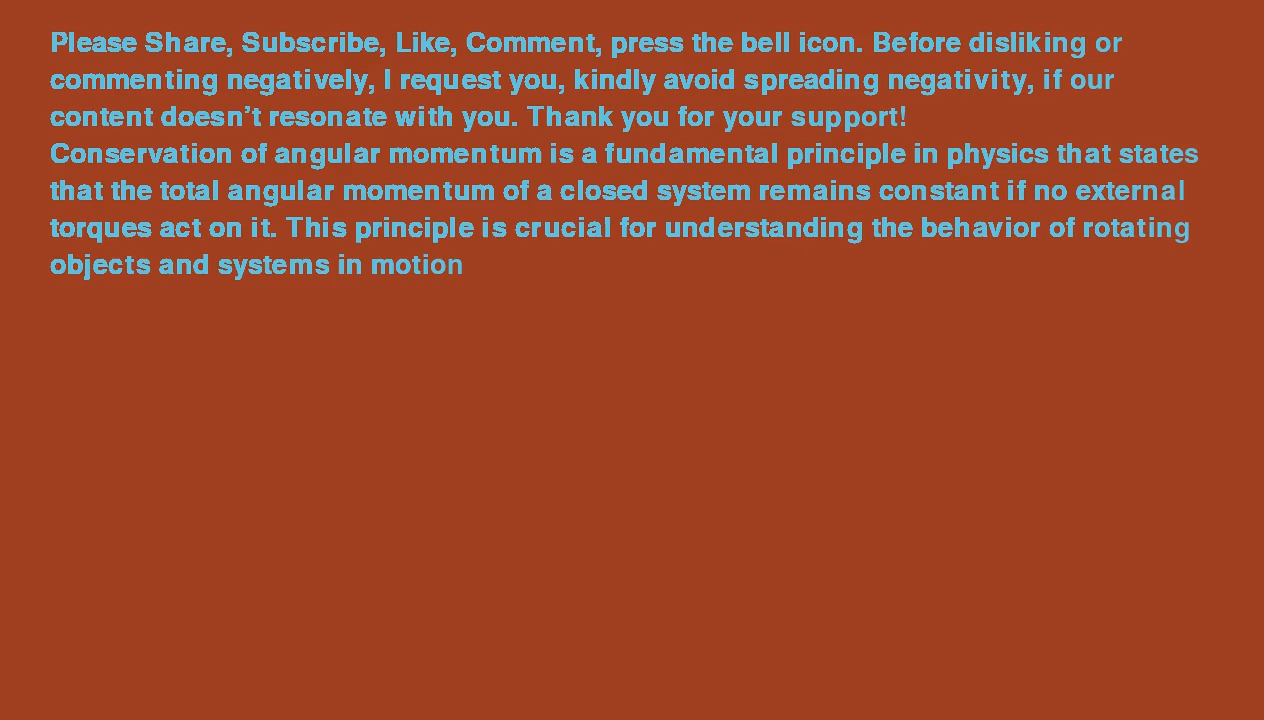 Please Share, Subscribe, Like, Comment, press the bell icon. Before disliking or
commenting negatively, I request you, kindly avoid spreading negativity, if our
content doesn’t resonate with you. Thank you for your support!
Conservation of angular momentum is a fundamental principle in physics that states
that the total angular momentum of a closed system remains constant if no external
torques act on it. This principle is crucial for understanding the behavior of rotating
objects and systems in motion